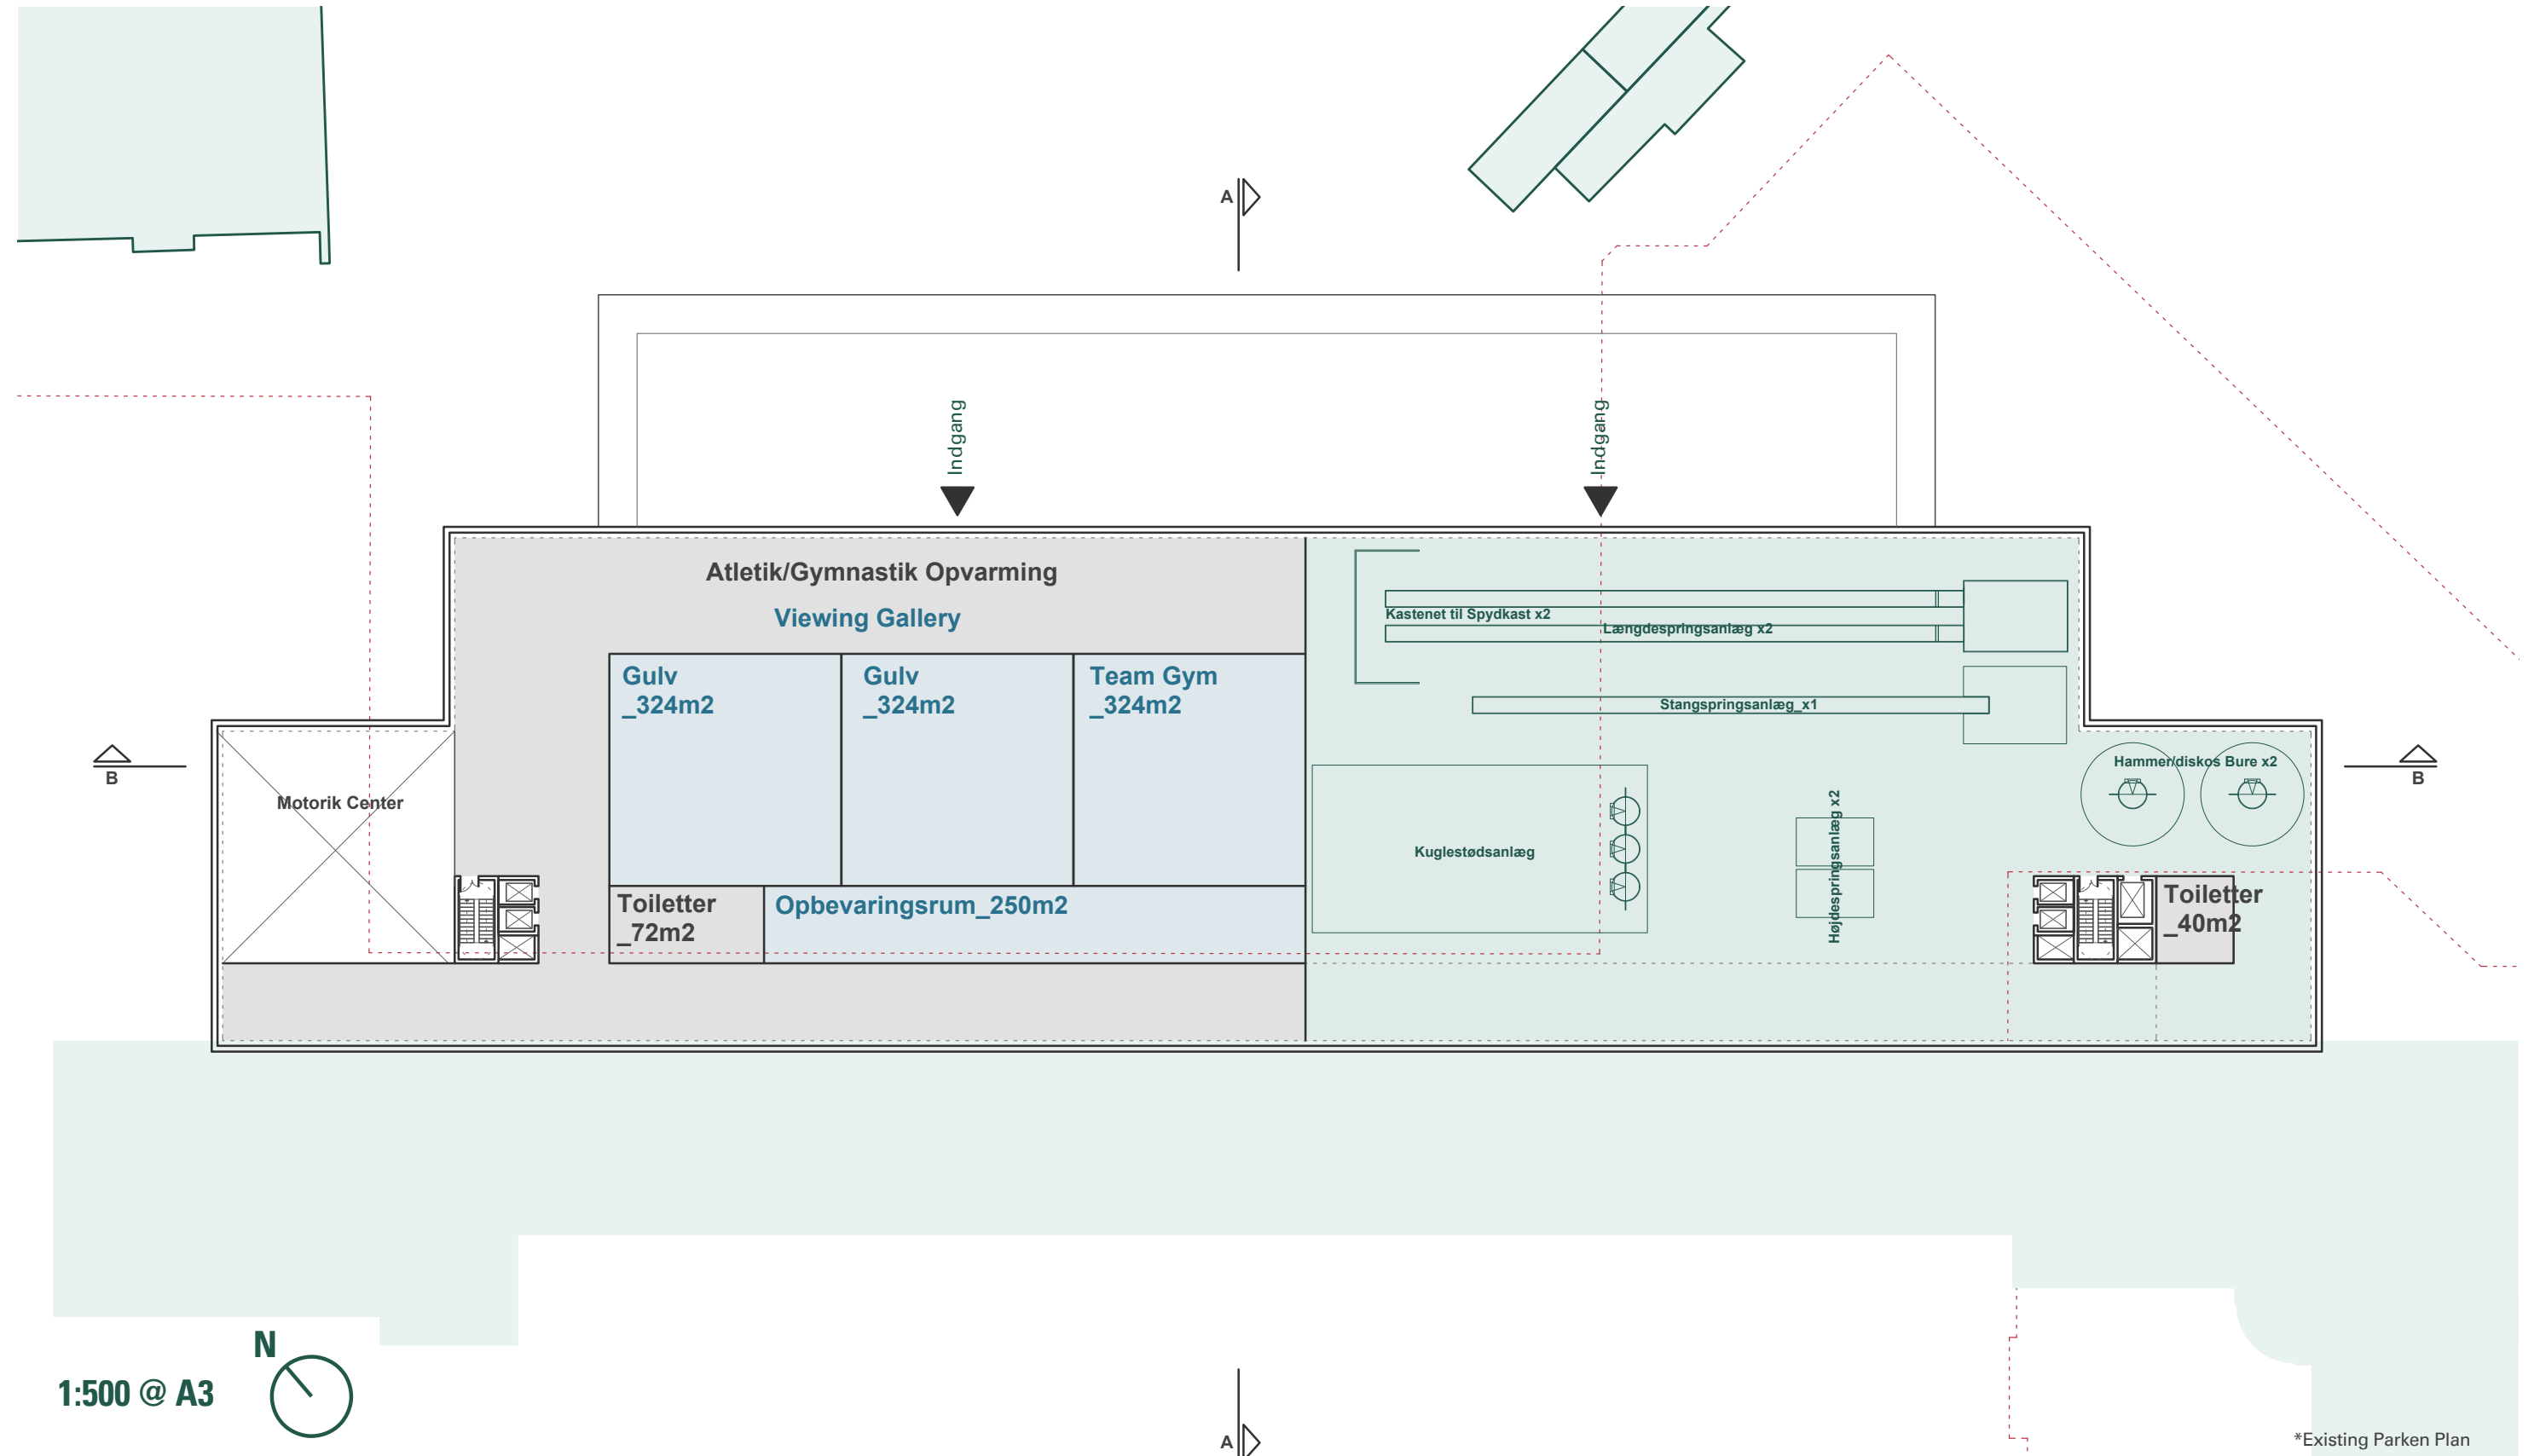 A
Indgang
Indgang
Atletik/Gymnastik Opvarming
Viewing Gallery
Kastenet til Spydkast x2
Længdespringsanlæg x2
Gulv
_324m2
Gulv
_324m2
Team Gym
_324m2
Stangspringsanlæg_x1
Hammer/diskos Bure x2
B
B
Motorik Center
Kuglestødsanlæg
Højdespringsanlæg x2
Toiletter
_72m2
Opbevaringsrum_250m2
Toiletter
_40m2
N
1:500 @ A3
A
*Existing Parken Plan